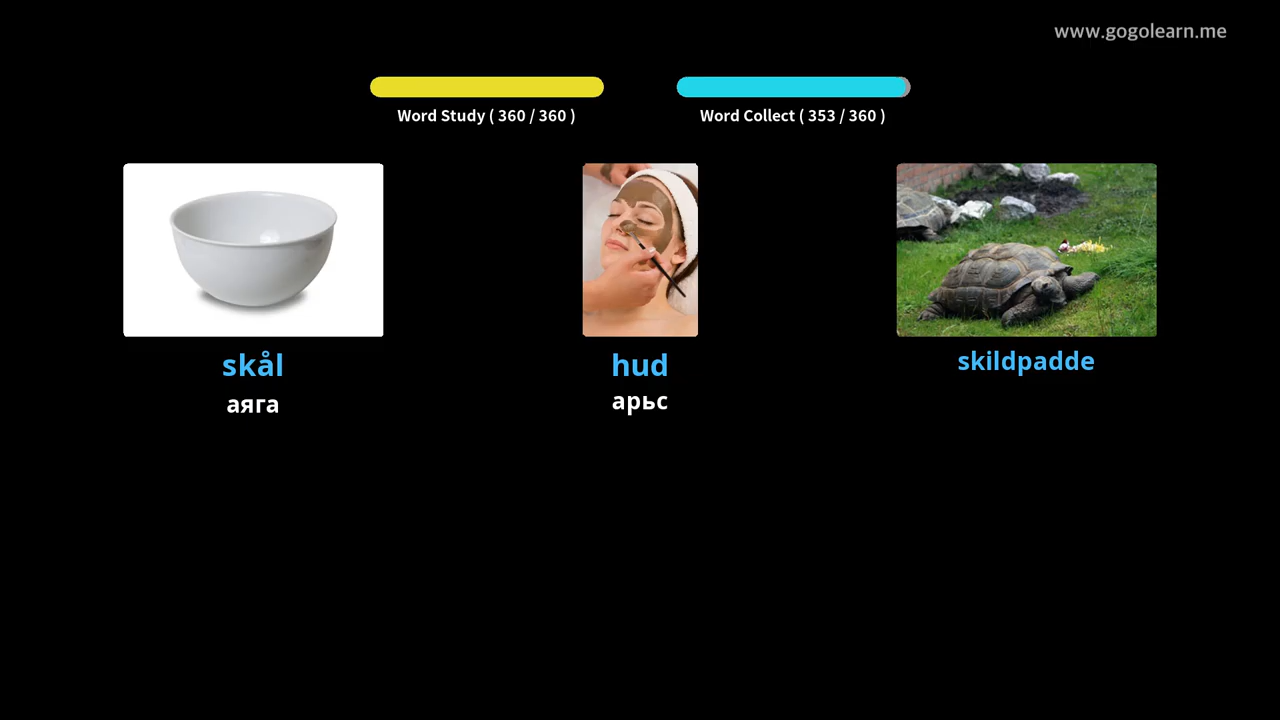 www.gogolearn.me
Word Study ( 360 / 360 )
Word Collect ( 353 / 360 )
skål
hud
skildpadde
аяга
арьс